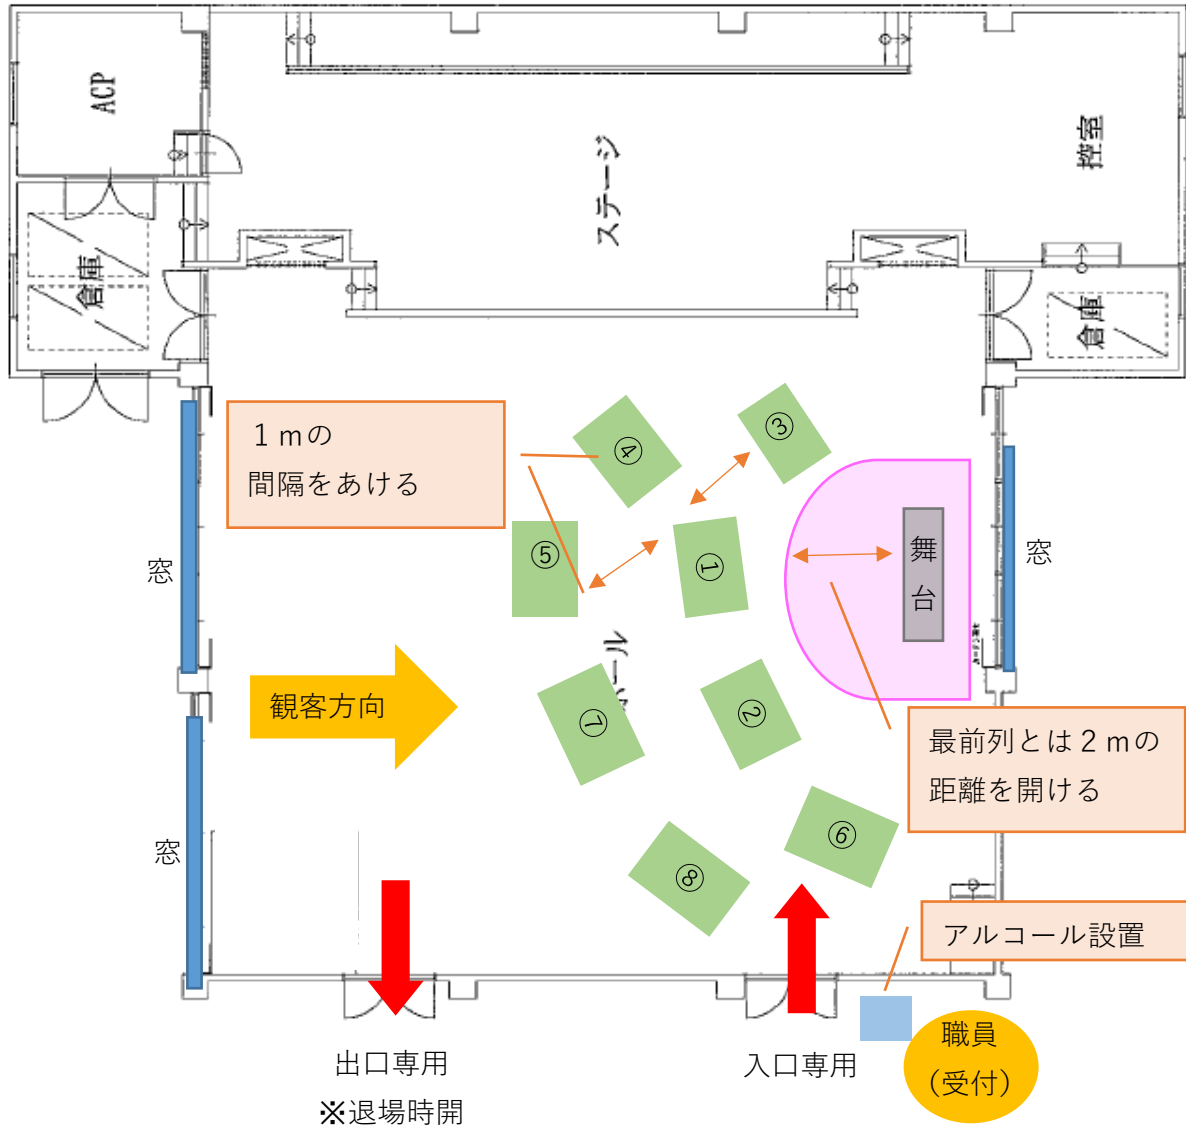 ACP
ステージ
控室
倉庫
倉庫
１ｍの
間隔をあける
④
③
⑤
①
舞
台
窓
窓
ホール
観客方向
⑦
②
最前列とは２ｍの
距離を開ける
窓
⑥
⑧
アルコール設置
出口専用
※退場時開
入口専用
職員
（受付）